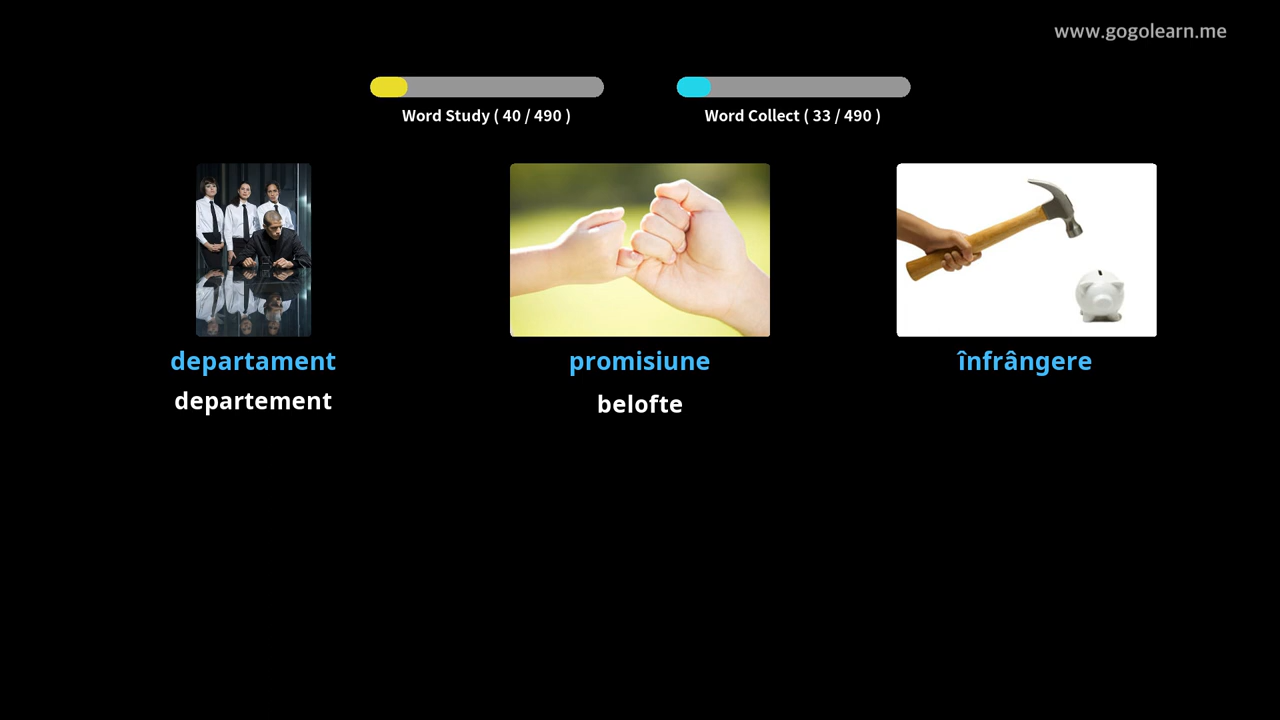 www.gogolearn.me
Word Study ( 40 / 490 )
Word Collect ( 33 / 490 )
departament
promisiune
înfrângere
departement
belofte